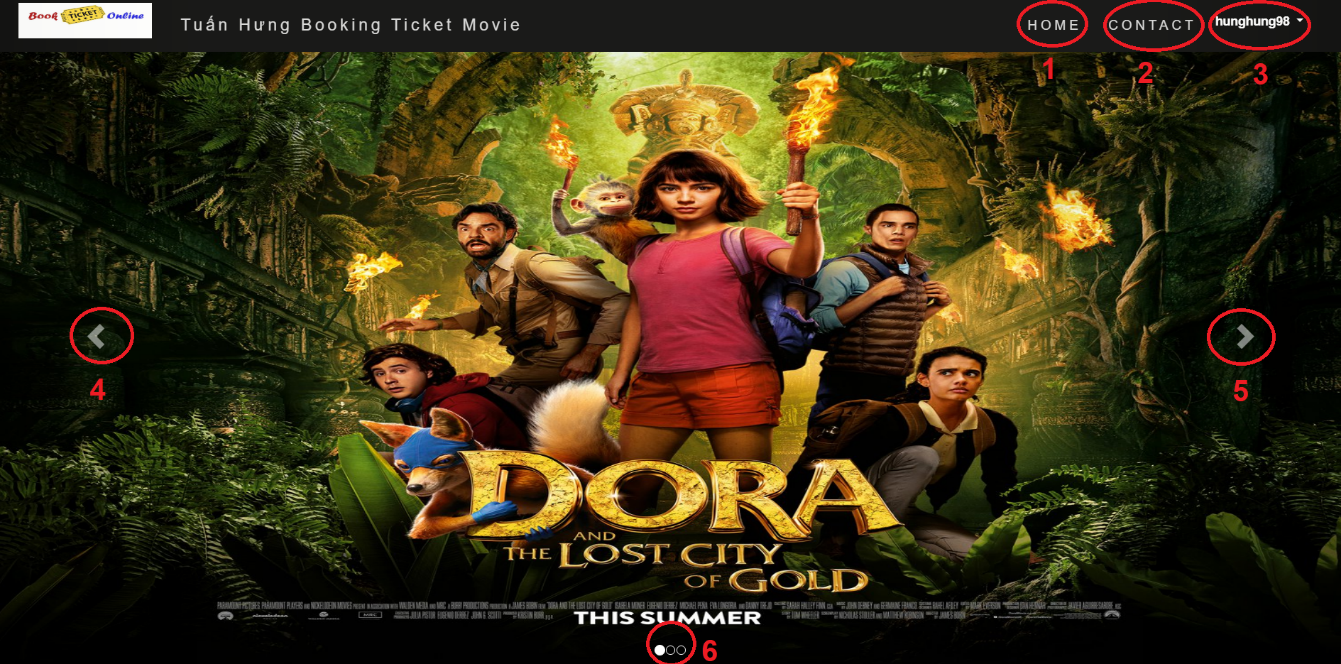 Book TICKET Online
Tuấn Hưng Booking Ticket Movie
HOME
CONTACT
hunghung98
1
2
3
4
5
DORA
AND
THE LOST CITY
OF GOLD
THIS SUMMER
6